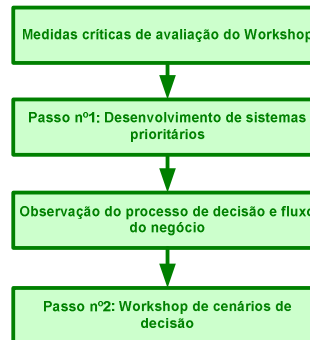 Medidas críticas de avaliação do Workshop
Passo nº1: Desenvolvimento de sistemas
prioritários
Observação do processo de decisão e fluxo
do negócio
Passo nº2: Workshop de cenários de
decisão